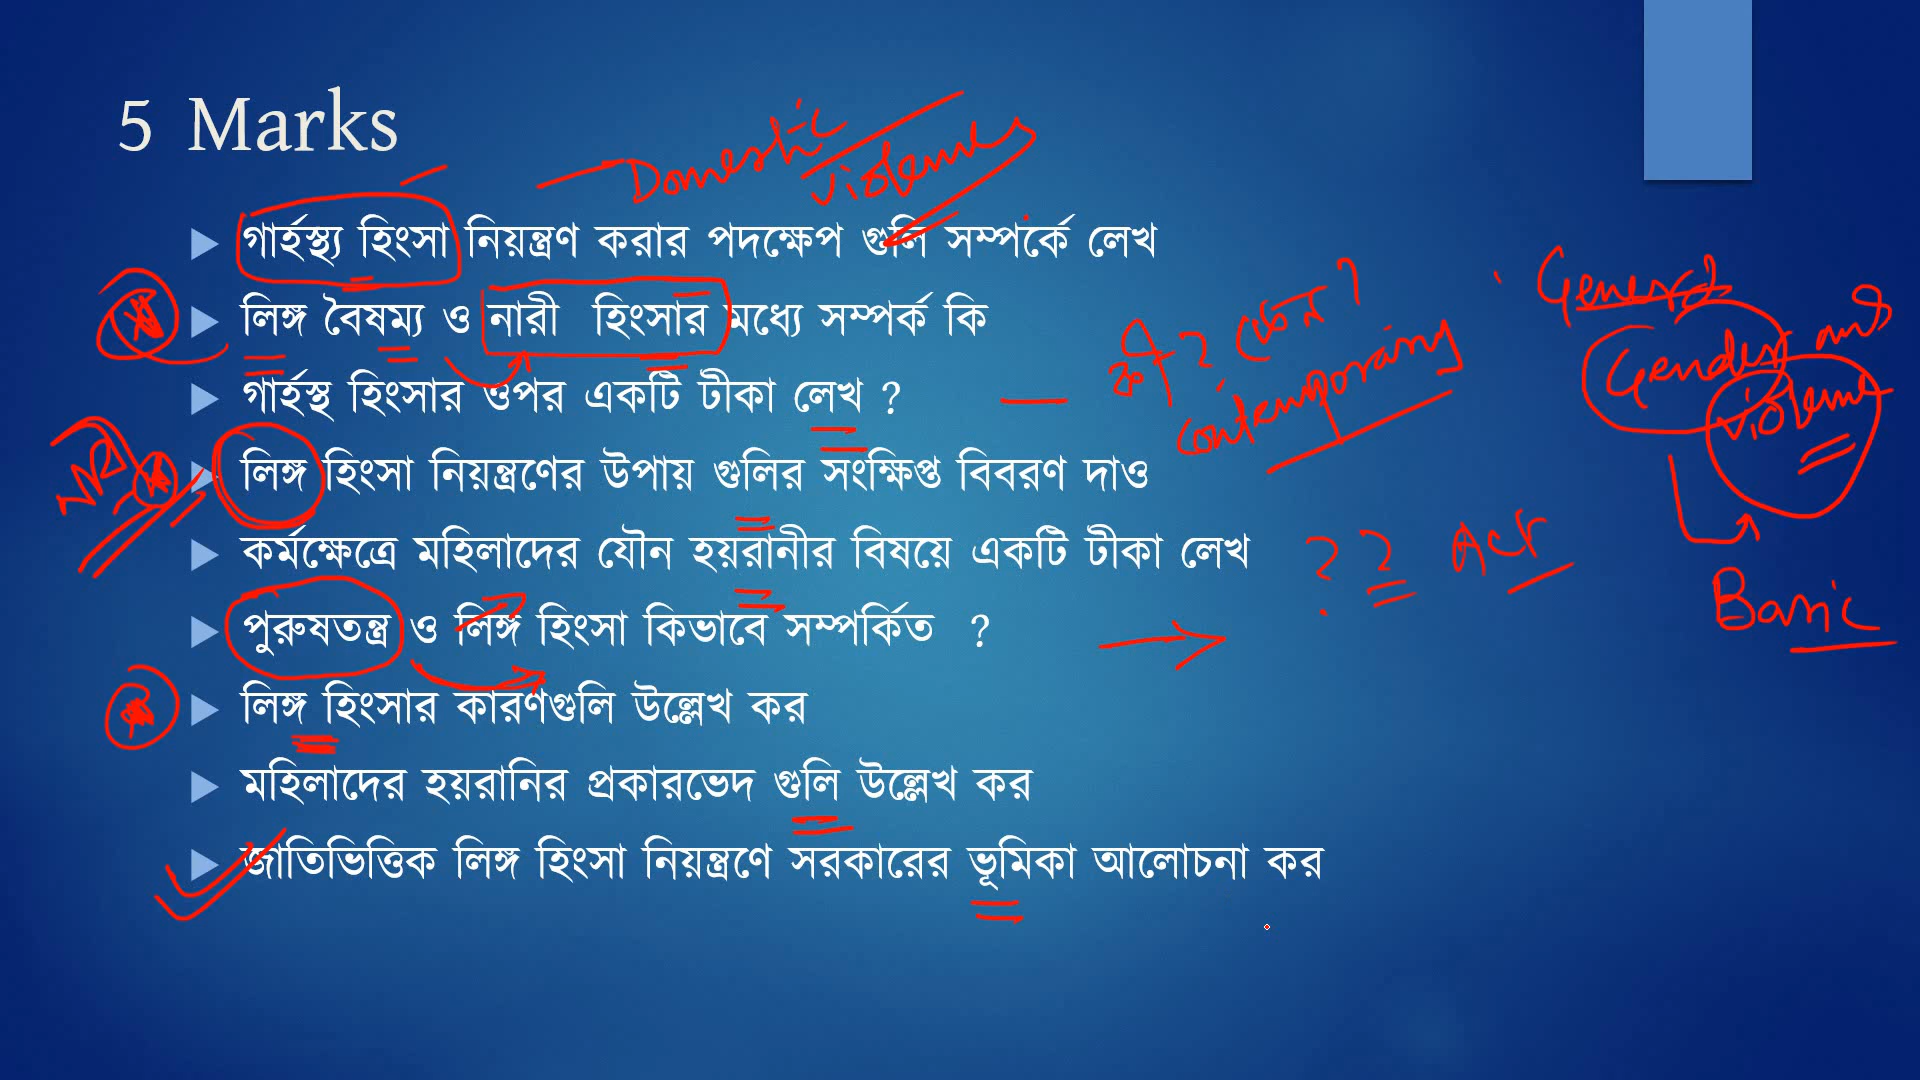 5 Marks
Domestic
violence
গার্হস্থ্য হিংসা নিয়ন্ত্রণ করার পদক্ষেপ গুলি সম্পর্কে লেখ
লিঙ্গ বৈষম্য ও নারী হিংসার মধ্যে সম্পর্ক কি
গার্হস্থ হিংসার ওপর একটি টীকা লেখ ?
কী ? কেন ?
contemporary
General
Gender and
violence
Basic
লিঙ্গ হিংসা নিয়ন্ত্রণের উপায় গুলির সংক্ষিপ্ত বিবরণ দাও
কর্মক্ষেত্রে মহিলাদের যৌন হয়রানীর বিষয়ে একটি টীকা লেখ
? ? Act
পুরুষতন্ত্র ও লিঙ্গ হিংসা কিভাবে সম্পর্কিত ?
লিঙ্গ হিংসার কারণগুলি উল্লেখ কর
মহিলাদের হয়রানির প্রকারভেদ গুলি উল্লেখ কর
জাতিভিত্তিক লিঙ্গ হিংসা নিয়ন্ত্রণে সরকারের ভূমিকা আলোচনা কর